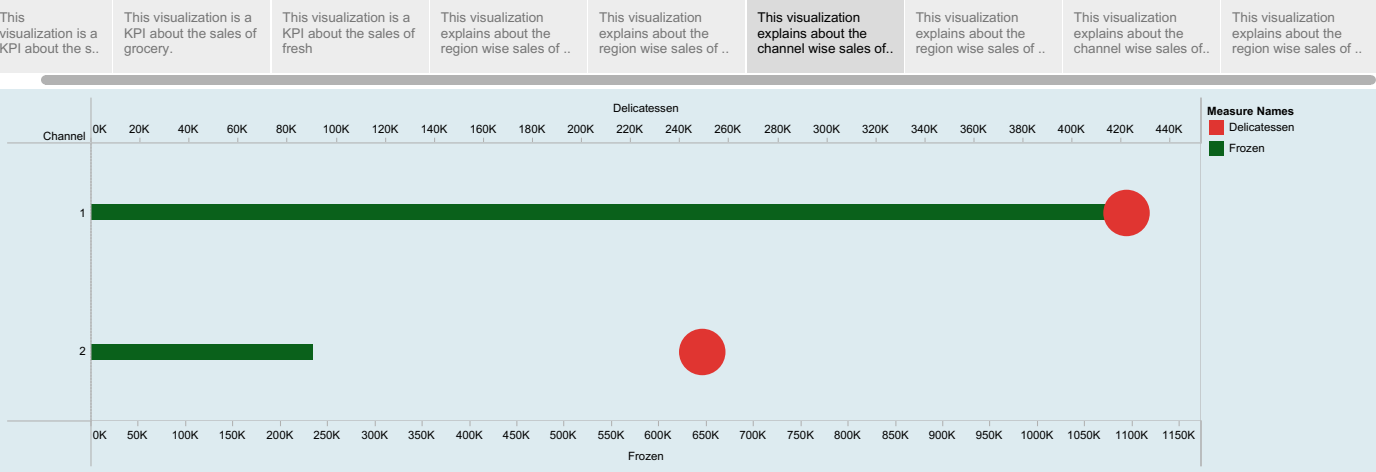 This
visualization is a
KPI about the s..
This visualization is a
KPI about the sales of
grocery.
This visualization is a
KPI about the sales of
fresh
This visualization
explains about the
region wise sales of ..
This visualization
explains about the
region wise sales of ..
This visualization
explains about the
channel wise sales of..
This visualization
explains about the
region wise sales of ..
This visualization
explains about the
channel wise sales of..
This visualization
explains about the
region wise sales of ..
Delicatessen
Channel 0K 20K 40K 60K 80K 100K 120K 140K 160K 180K 200K 220K 240K 260K 280K 300K 320K 340K 360K 380K 400K 420K 440K
1
2
0K 50K 100K 150K 200K 250K 300K 350K 400K 450K 500K 550K 600K 650K 700K 750K 800K 850K 900K 950K 1000K 1050K 1100K 1150K
Frozen
Measure Names
Delicatessen
Frozen